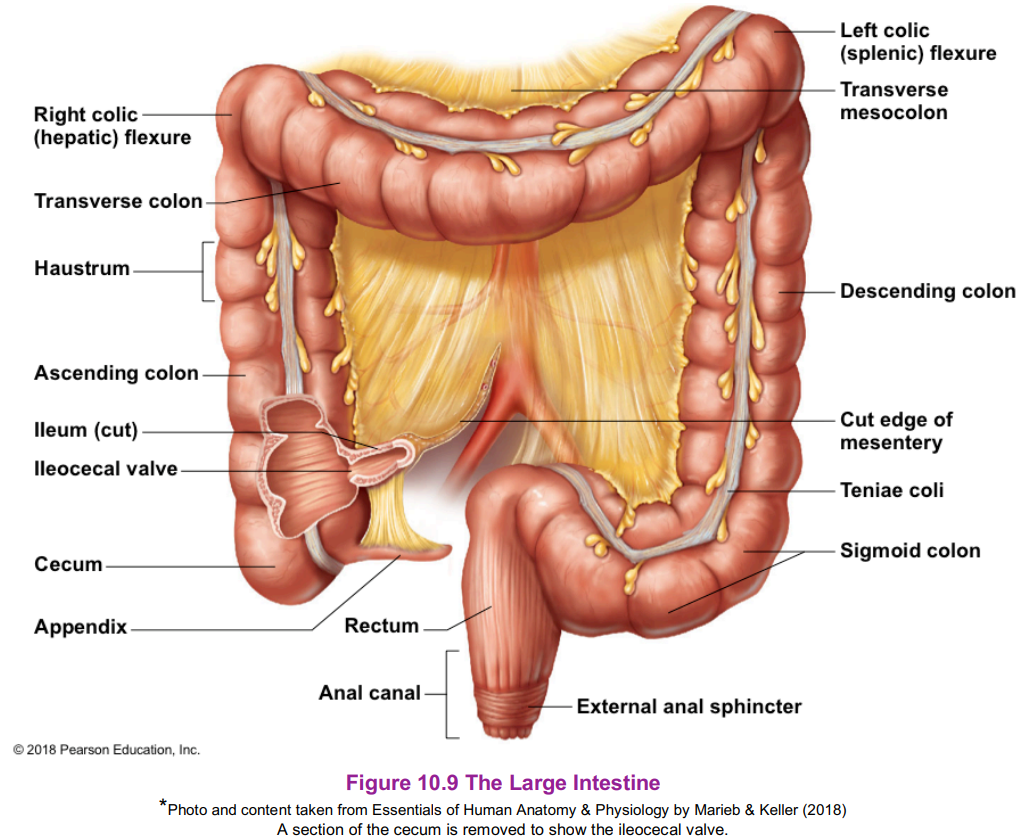 Left colic
(splenic) flexure
Transverse
mesocolon
Right colic
(hepatic) flexure
Transverse colon
Haustrum
Descending colon
Ascending colon
Cut edge of
mesentery
Ileum (cut)
Ileocecal valve
Teniae coli
Sigmoid colon
Cecum
Appendix
Rectum
Anal canal
External anal sphincter
© 2018 Pearson Education, Inc.
Figure 10.9 The Large Intestine
*Photo and content taken from Essentials of Human Anatomy & Physiology by Marieb & Keller (2018)
A section of the cecum is removed to show the ileocecal valve.